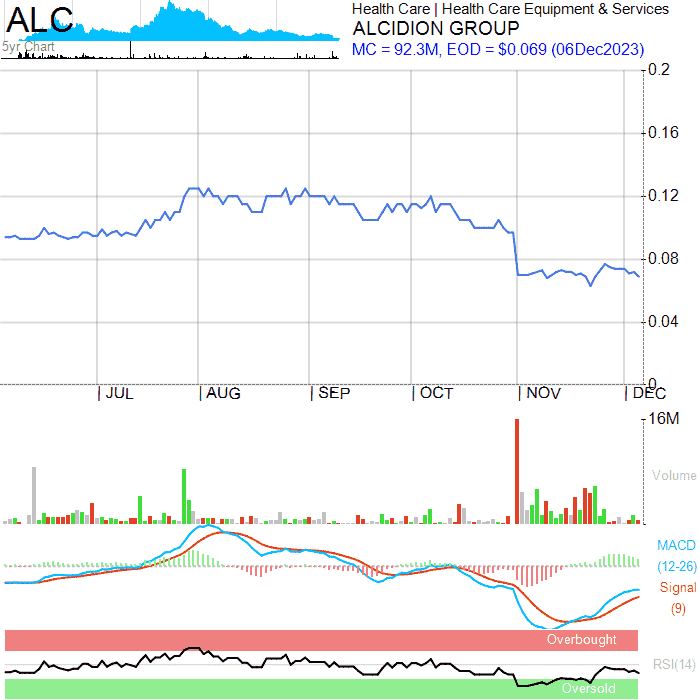 ALC
5yr Chart
Health Care | Health Care Equipment & Services
ALCIDION GROUP
MC = 92.3M, EOD = $0.069 (06Dec2023)
0.2
0.16
0.12
0.08
0.04
0
JUL AUG SEP OCT NOV DEC
16M
Volume
MACD
(12-26)
Signal
(9)
Overbought
RSI(14)
Oversold